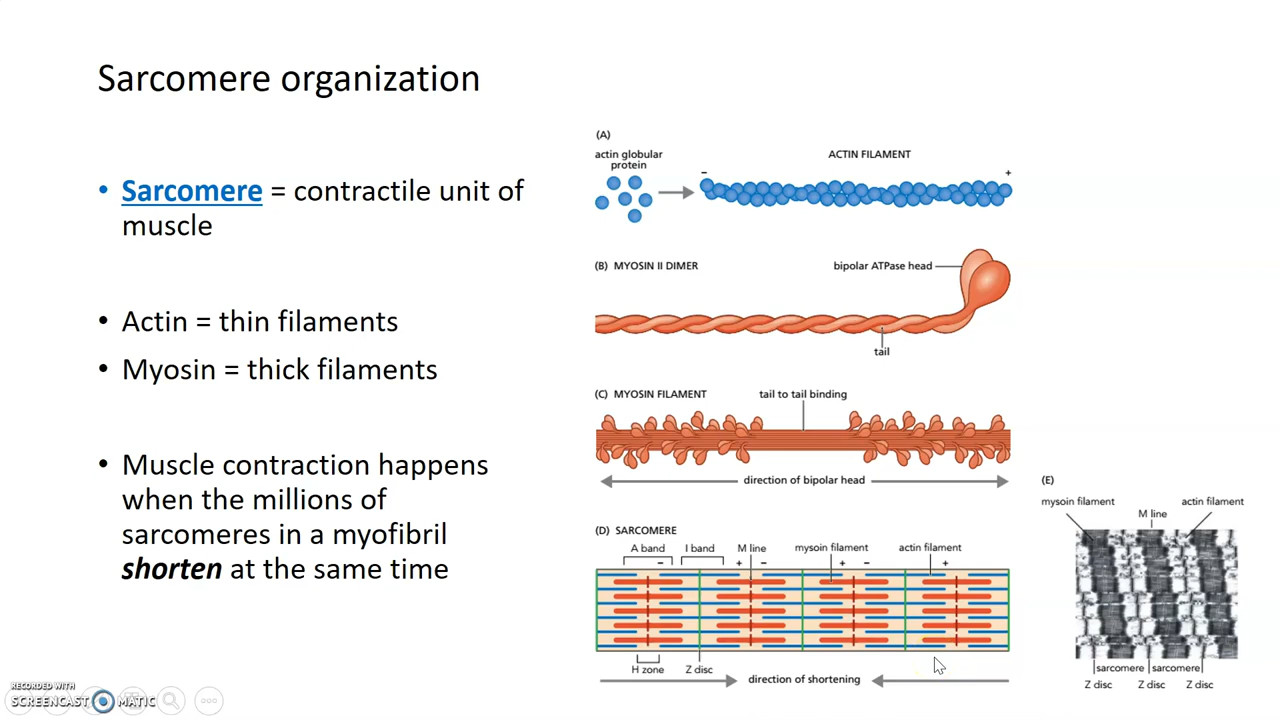 Sarcomere organization
• Sarcomere = contractile unit of
muscle
• Actin = thin filaments
• Myosin = thick filaments
• Muscle contraction happens
when the millions of
sarcomeres in a myofibril
shorten at the same time
(A)
actin globular
protein
ACTIN FILAMENT
- +
(B) MYOSIN II DIMER
bipolar ATPase head
tail
(C) MYOSIN FILAMENT
tail to tail binding
direction of bipolar head
(D) SARCOMERE
A band I band M line mysoin filament actin filament
- + - + - +
H zone Z disc
direction of shortening
(E)
mysoin filament actin filament
M line
sarcomere sarcomere
Z disc Z disc Z disc
RECORDED WITH
SCREENCAST MATIC